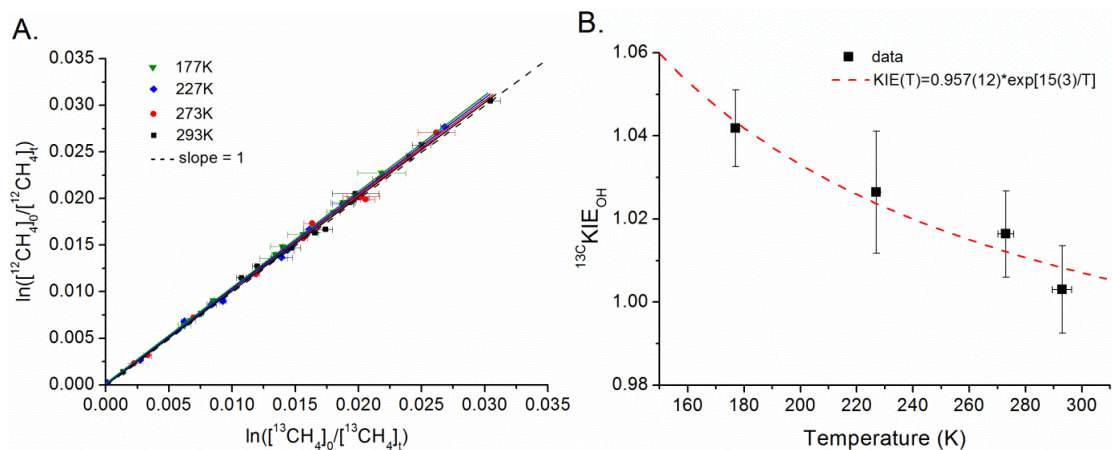 A.
177K
227K
273K
293K
slope = 1
0.035
0.030
0.025
0.020
0.015
0.010
0.005
0.000
ln([¹²CH₄]₀/[¹²CH₄]ₜ)
0.000 0.005 0.010 0.015 0.020 0.025 0.030 0.035
ln([¹³CH₄]₀/[¹³CH₄]ₜ)
B.
data
KIE(T)=0.957(12)*exp[15(3)/T]
1.06
1.04
1.02
1.00
0.98
¹³ᶜKIE_OH
160 180 200 220 240 260 280 300
Temperature (K)